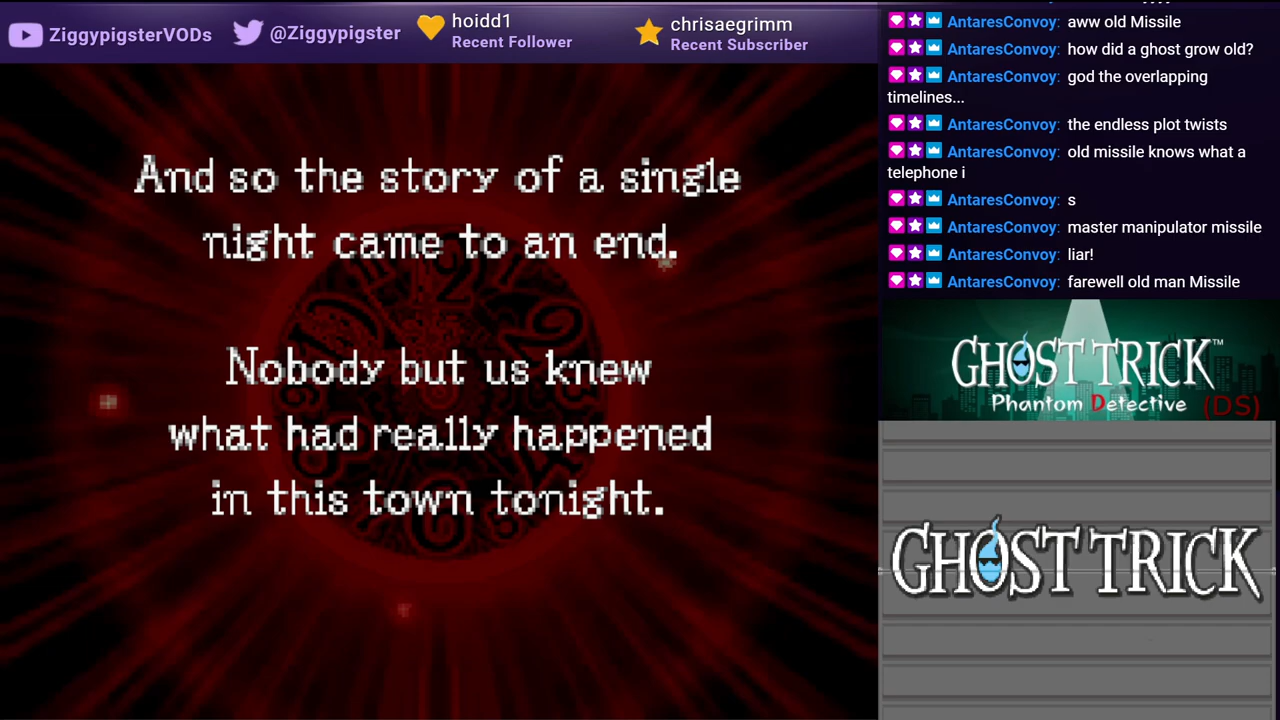 ZiggypigsterVODs
@Ziggypigster
hoidd1
Recent Follower
chrisaegrimm
Recent Subscriber
And so the story of a single
night came to an end.
Nobody but us knew
what had really happened
in this town tonight.
AntaresConvoy: aww old Missile
AntaresConvoy: how did a ghost grow old?
AntaresConvoy: god the overlapping
timelines...
AntaresConvoy: the endless plot twists
AntaresConvoy: old missile knows what a
telephone i
AntaresConvoy: s
AntaresConvoy: master manipulator missile
AntaresConvoy: liar!
AntaresConvoy: farewell old man Missile
GHOST TRICK™
Phantom Detective (DS)
GHOST TRICK